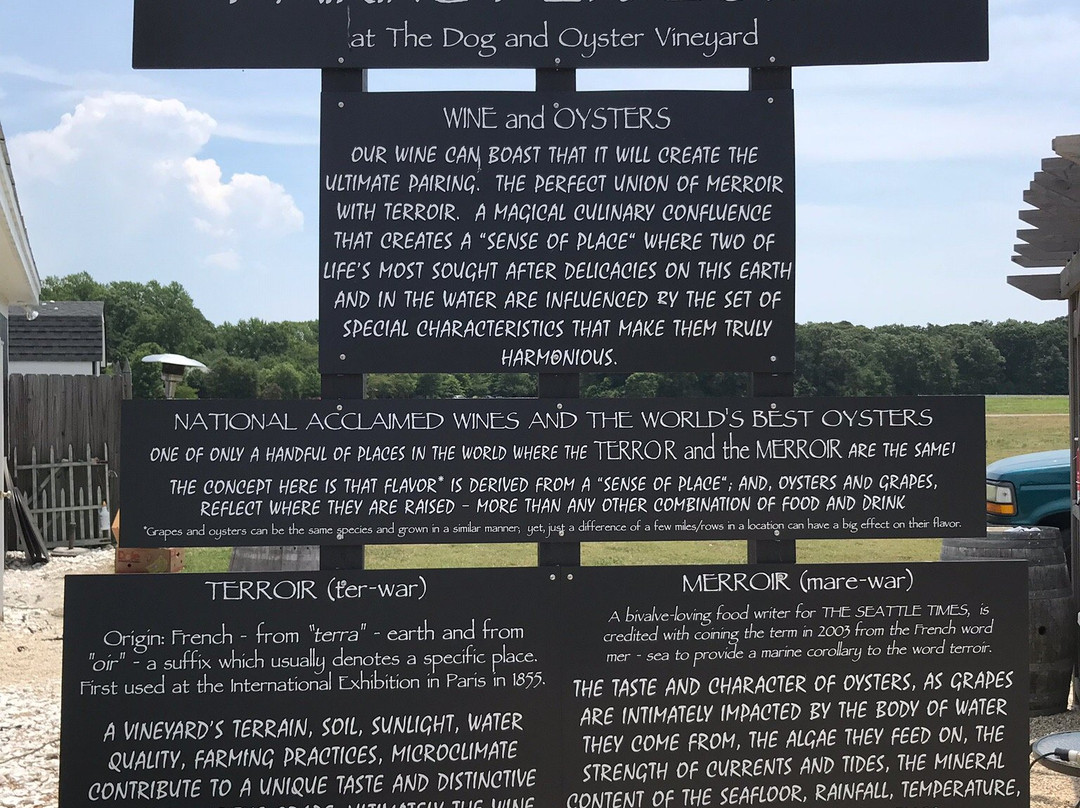 at The Dog and Oyster Vineyard
WINE and OYSTERS
OUR WINE CAN BOAST THAT IT WILL CREATE THE
ULTIMATE PAIRING. THE PERFECT UNION OF MERROIR
WITH TERROIR. A MAGICAL CULINARY CONFLUENCE
THAT CREATES A "SENSE OF PLACE" WHERE TWO OF
LIFE'S MOST SOUGHT AFTER DELICACIES ON THIS EARTH
AND IN THE WATER ARE INFLUENCED BY THE SET OF
SPECIAL CHARACTERISTICS THAT MAKE THEM TRULY
HARMONIOUS.
NATIONAL ACCLAIMED WINES AND THE WORLD'S BEST OYSTERS
ONE OF ONLY A HANDFUL OF PLACES IN THE WORLD WHERE THE TERROR and the MERROIR ARE THE SAME!
THE CONCEPT HERE IS THAT FLAVOR* IS DERIVED FROM A "SENSE OF PLACE"; AND, OYSTERS AND GRAPES,
REFLECT WHERE THEY ARE RAISED - MORE THAN ANY OTHER COMBINATION OF FOOD AND DRINK
*Grapes and oysters can be the same species and grown in a similar manner; yet, just a difference of a few miles/rows in a location can have a big effect on their flavor.
TERROIR (ter-war)
Origin: French - from "terra" - earth and from
"oir" - a suffix which usually denotes a specific place.
First used at the International Exhibition in Paris in 1855.
A VINEYARD'S TERRAIN, SOIL, SUNLIGHT, WATER
QUALITY, FARMING PRACTICES, MICROCLIMATE
CONTRIBUTE TO A UNIQUE TASTE AND DISTINCTIVE
THE WINE
MERROIR (mare-war)
A bivalve-loving food writer for THE SEATTLE TIMES, is
credited with coining the term in 2003 from the French word
mer - sea to provide a marine corollary to the word terroir.
THE TASTE AND CHARACTER OF OYSTERS, AS GRAPES
ARE INTIMATELY IMPACTED BY THE BODY OF WATER
THEY COME FROM, THE ALGAE THEY FEED ON, THE
STRENGTH OF CURRENTS AND TIDES, THE MINERAL
CONTENT OF THE SEAFLOOR, RAINFALL, TEMPERATURE,